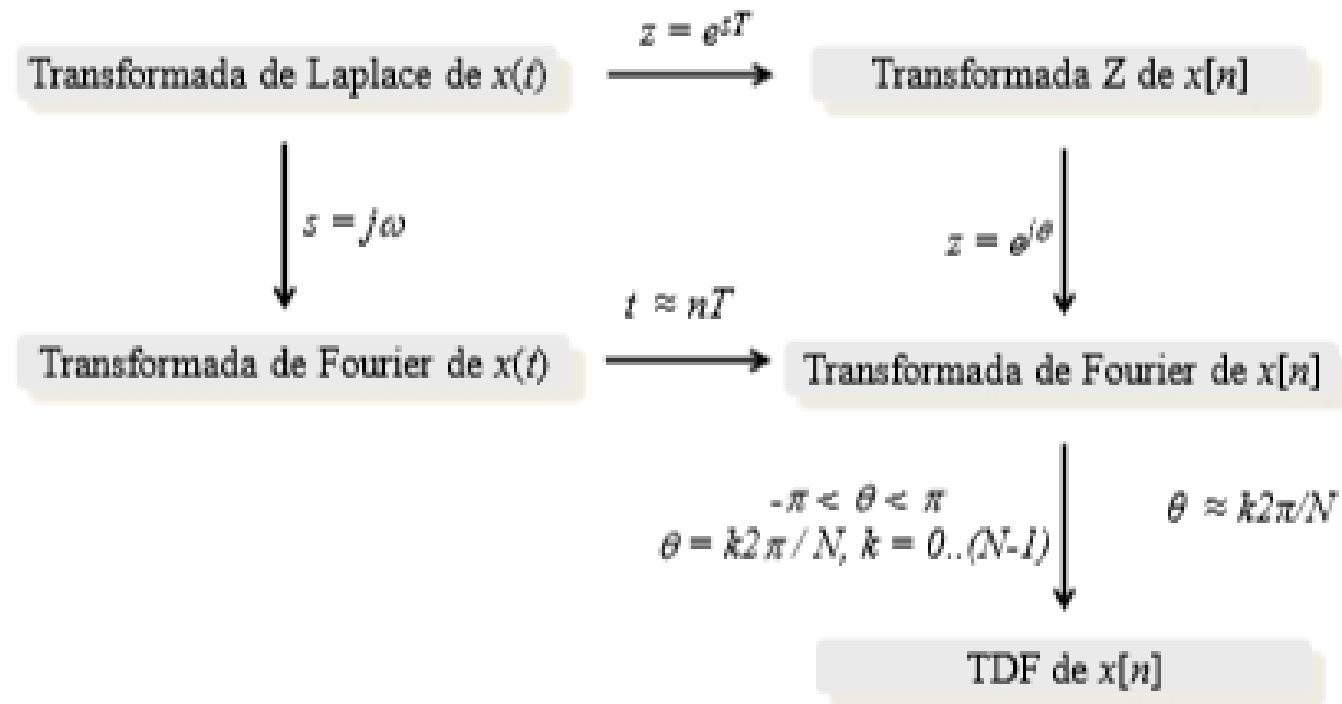 z = e^sT
Transformada de Laplace de x(t)
Transformada Z de x[n]
s = jω
z = e^jθ
t ≈ nT
Transformada de Fourier de x(t)
Transformada de Fourier de x[n]
-π < θ < π
θ ≈ k2π/N
θ = k2π / N, k = 0..(N-1)
TDF de x[n]